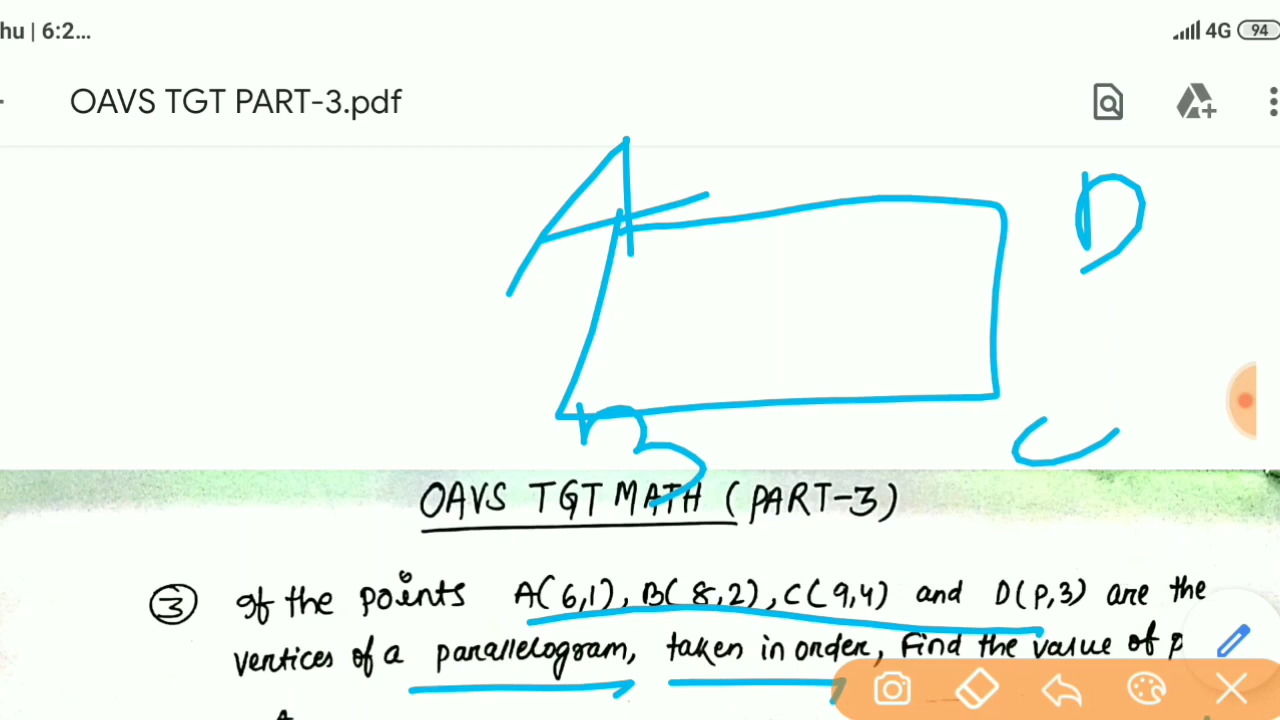 hu | 6:2... 4G 94
OAVS TGT PART-3.pdf
A
D
B
C
OAVS TGT MATH (PART-3)
3 If the points A(6,1), B(8,2), C(9,4) and D(p,3) are the
vertices of a parallelogram, taken in order, Find the value of p
A